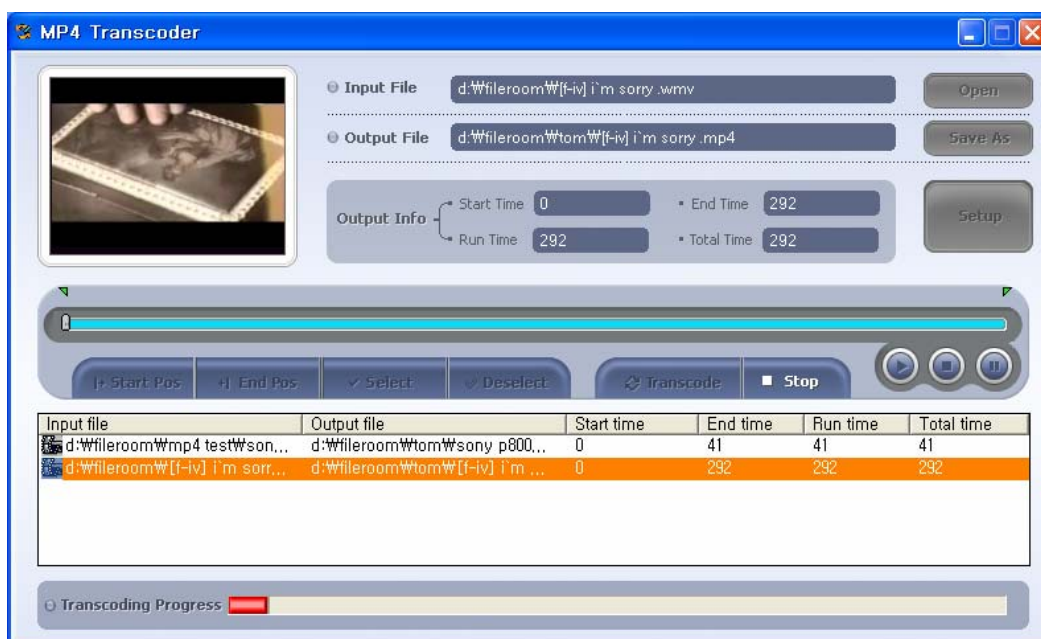 MP4 Transcoder
Input File d:₩fileroom₩[f-iv] i`m sorry .wmv Open
Output File d:₩fileroom₩tom₩[f-iv] i`m sorry .mp4 Save As
Output Info
Start Time 0 End Time 292
Run Time 292 Total Time 292
Setup
Start Pos End Pos Select Deselect Transcode Stop
Input file Output file Start time End time Run time Total time
d:₩fileroom₩mp4 test₩son... d:₩fileroom₩tom₩sony p800... 0 41 41 41
d:₩fileroom₩[f-iv] i`m sorr... d:₩fileroom₩tom₩[f-iv] i`m ... 0 292 292 292
Transcoding Progress